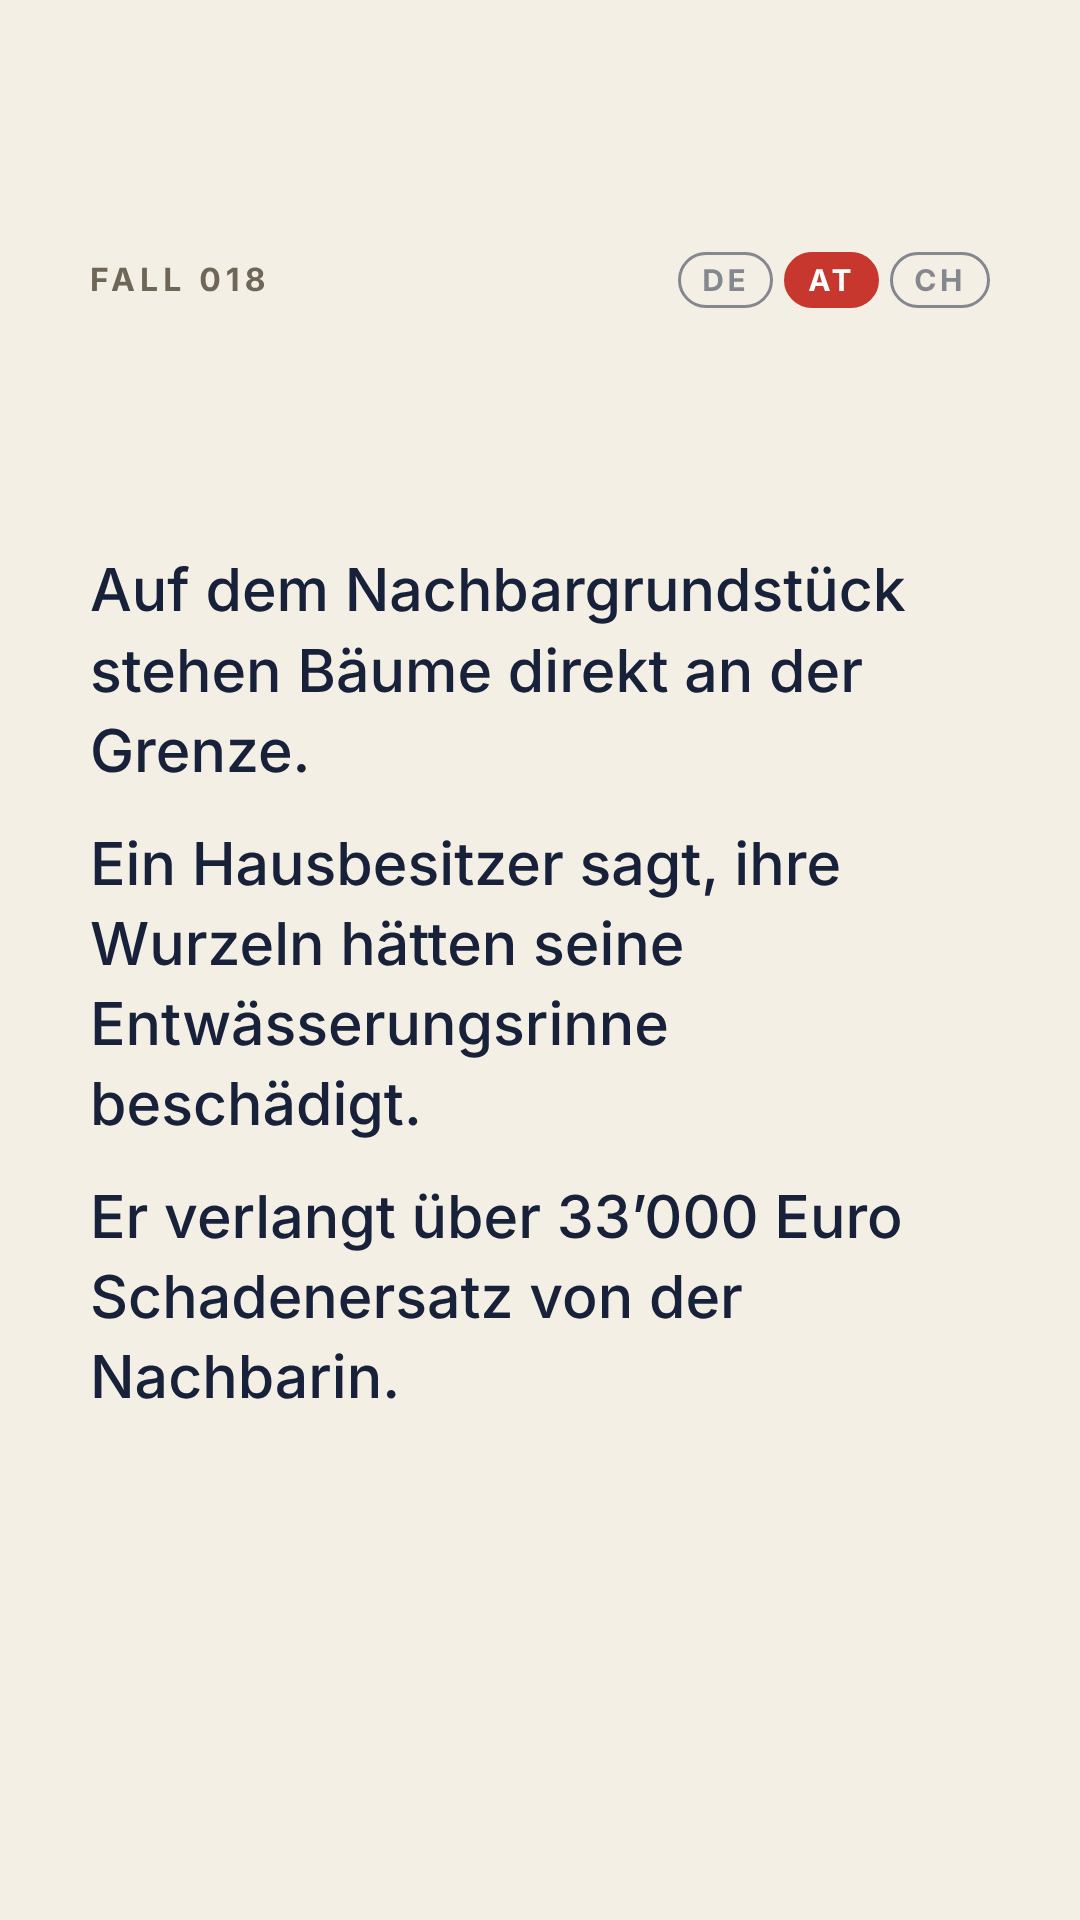 FALL 018
DE AT CH
Auf dem Nachbargrundstück
stehen Bäume direkt an der
Grenze.
Ein Hausbesitzer sagt, ihre
Wurzeln hätten seine
Entwässerungsrinne
beschädigt.
Er verlangt über 33’000 Euro
Schadenersatz von der
Nachbarin.